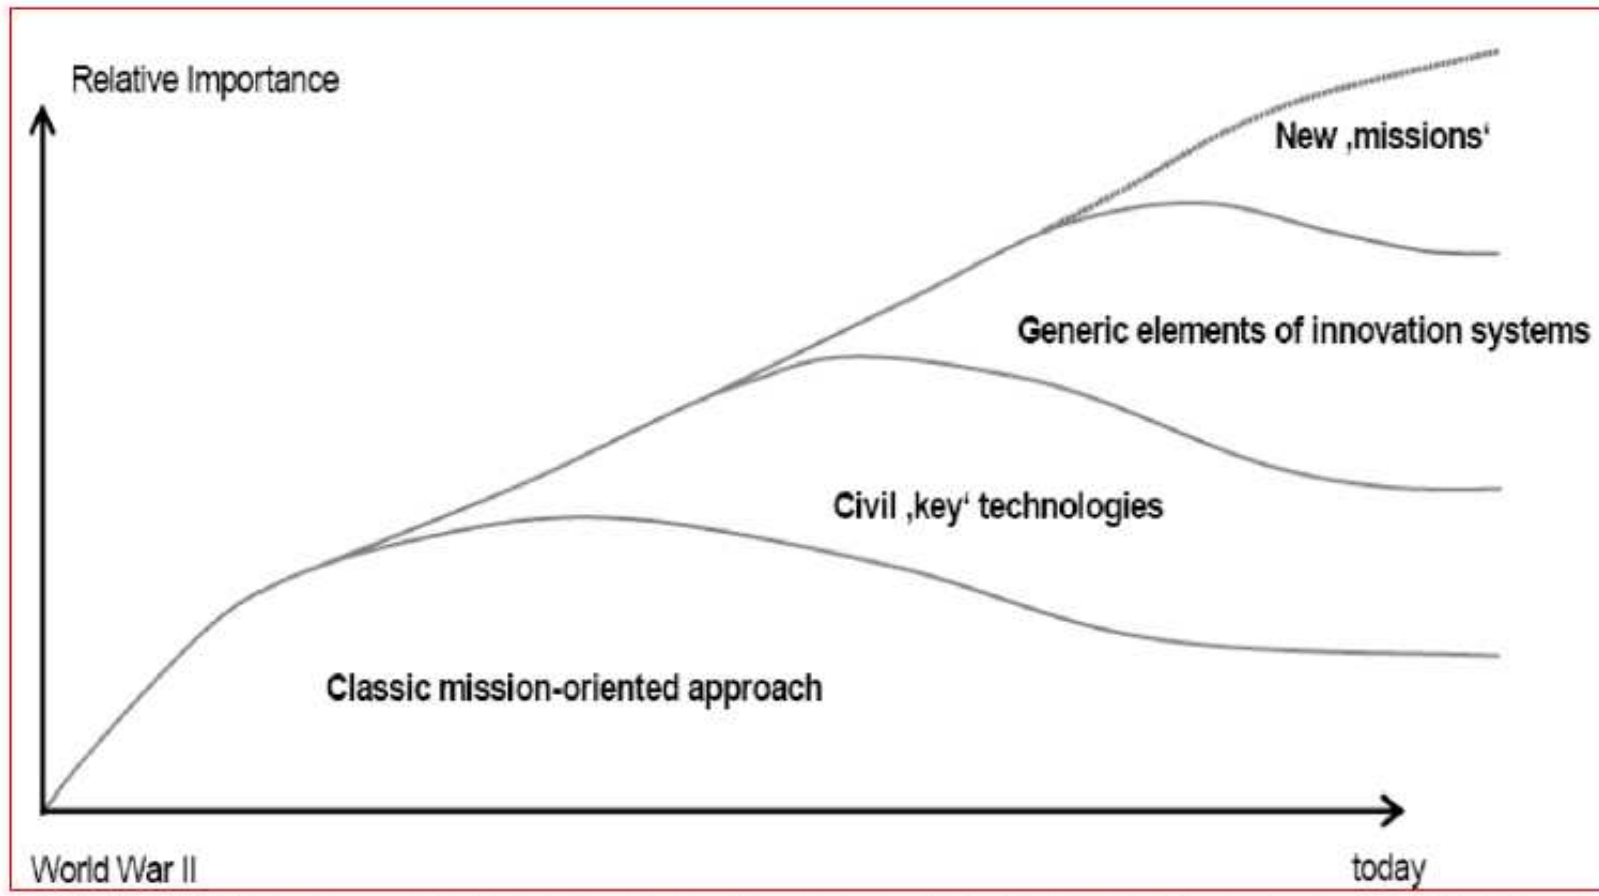 Relative Importance
New ‚missions‘
Generic elements of innovation systems
Civil ‚key‘ technologies
Classic mission-oriented approach
World War II
today